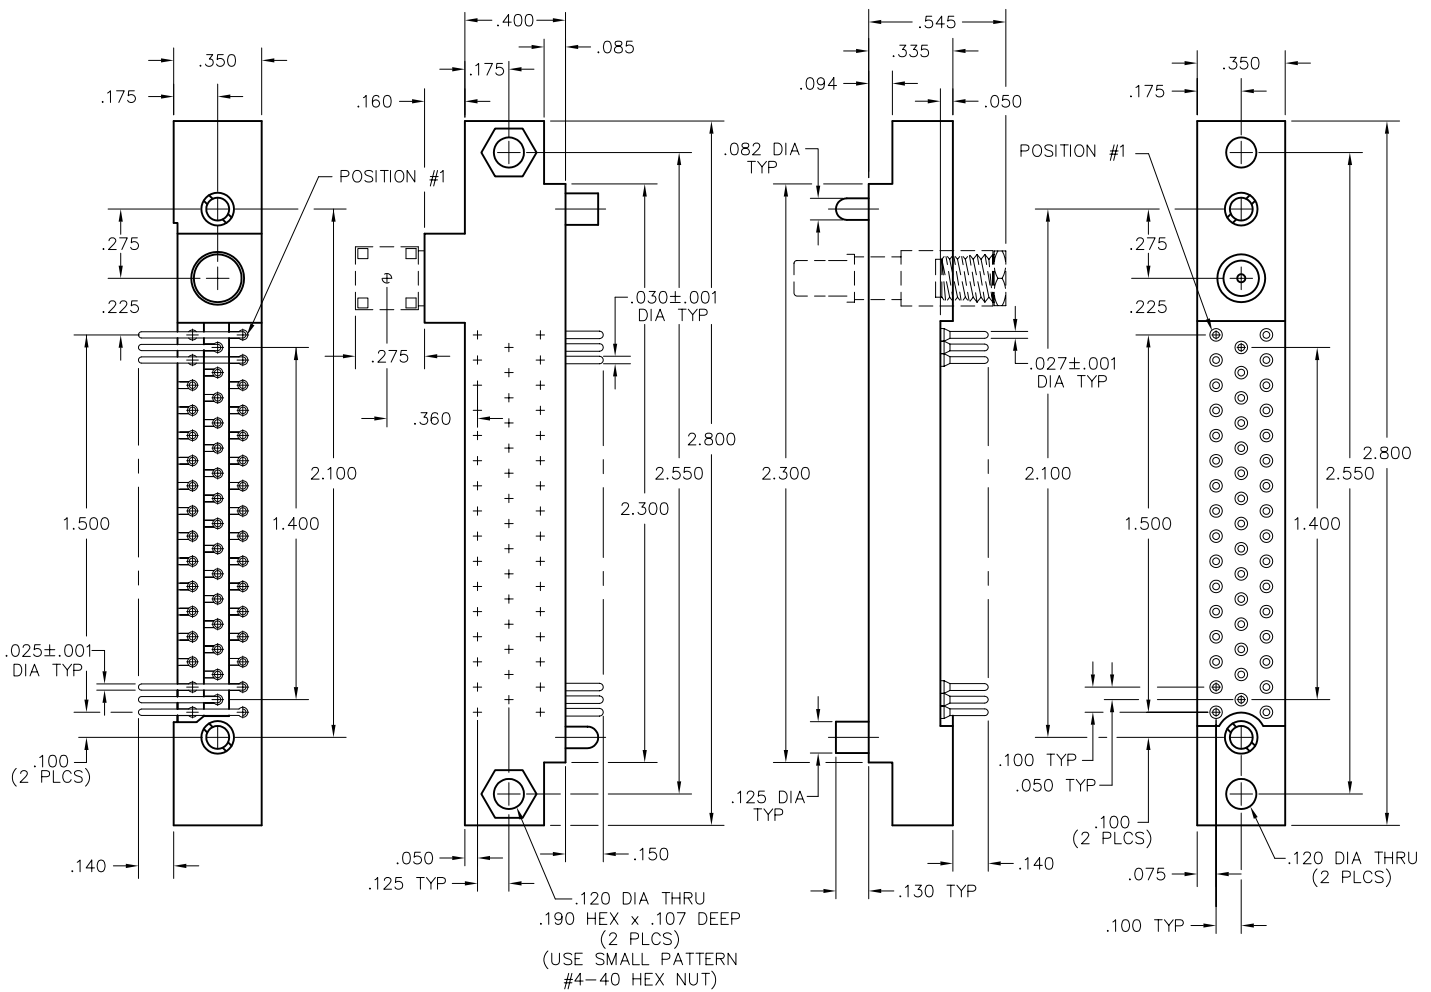 .350
.175
POSITION #1
.275
.225
1.500
1.400
2.100
.025±.001
DIA TYP
.100
(2 PLCS)
.140
.400
.085
.175
.160
.030±.001
DIA TYP
.275
.360
2.800
2.550
2.300
.050
.125 TYP
.150
.120 DIA THRU
.190 HEX x .107 DEEP
(2 PLCS)
(USE SMALL PATTERN
#4-40 HEX NUT)
.545
.335
.094
.050
.082 DIA
TYP
.027±.001
DIA TYP
2.300
.125 DIA
TYP
.130 TYP
.140
.350
.175
POSITION #1
.275
.225
2.100
1.500
1.400
2.550
2.800
.100 TYP
.050 TYP
.100
(2 PLCS)
.075
.100 TYP
.120 DIA THRU
(2 PLCS)